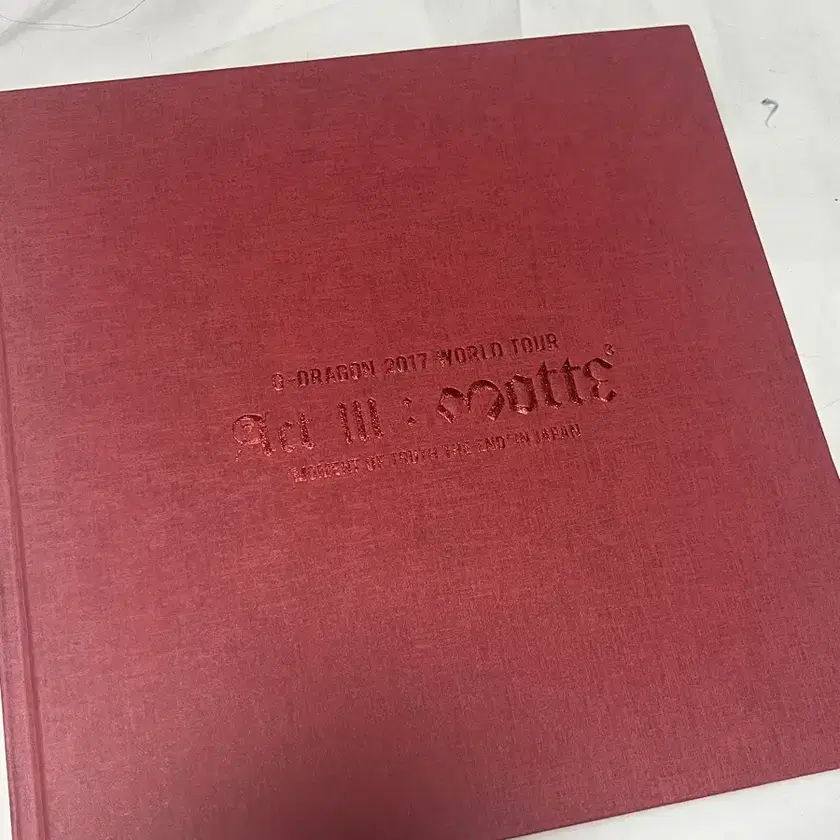 G-DRAGON 2017 WORLD TOUR
Act III : Motte
MOMENT OF TRUTH THE END IN JAPAN